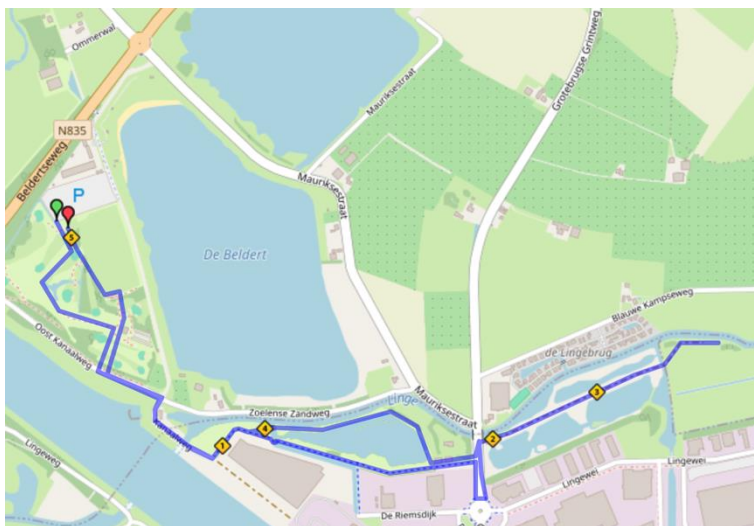 Ommerwal
N835
Beldertseweg
P
5
De Beldert
Mauriksestraat
Mauriksestraat
Grotebrugse Grintweg
Blauwe Kampseweg
de Lingebrug
Oost Kanaalweg
Zoelense Zandweg
Linge
Mauriksestraat
Kanaalweg
1
4
2
3
Lingeweg
Lingewei
Lingewei
De Riemsdijk